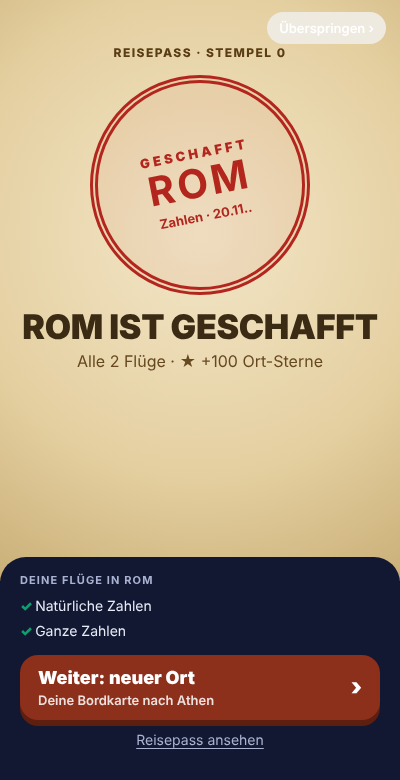 Überspringen ›
REISEPASS · STEMPEL 0
GESCHAFFT
ROM
Zahlen · 20.11..
ROM IST GESCHAFFT
Alle 2 Flüge · ★ +100 Ort-Sterne
DEINE FLÜGE IN ROM
✓ Natürliche Zahlen
✓ Ganze Zahlen
Weiter: neuer Ort
Deine Bordkarte nach Athen
›
Reisepass ansehen